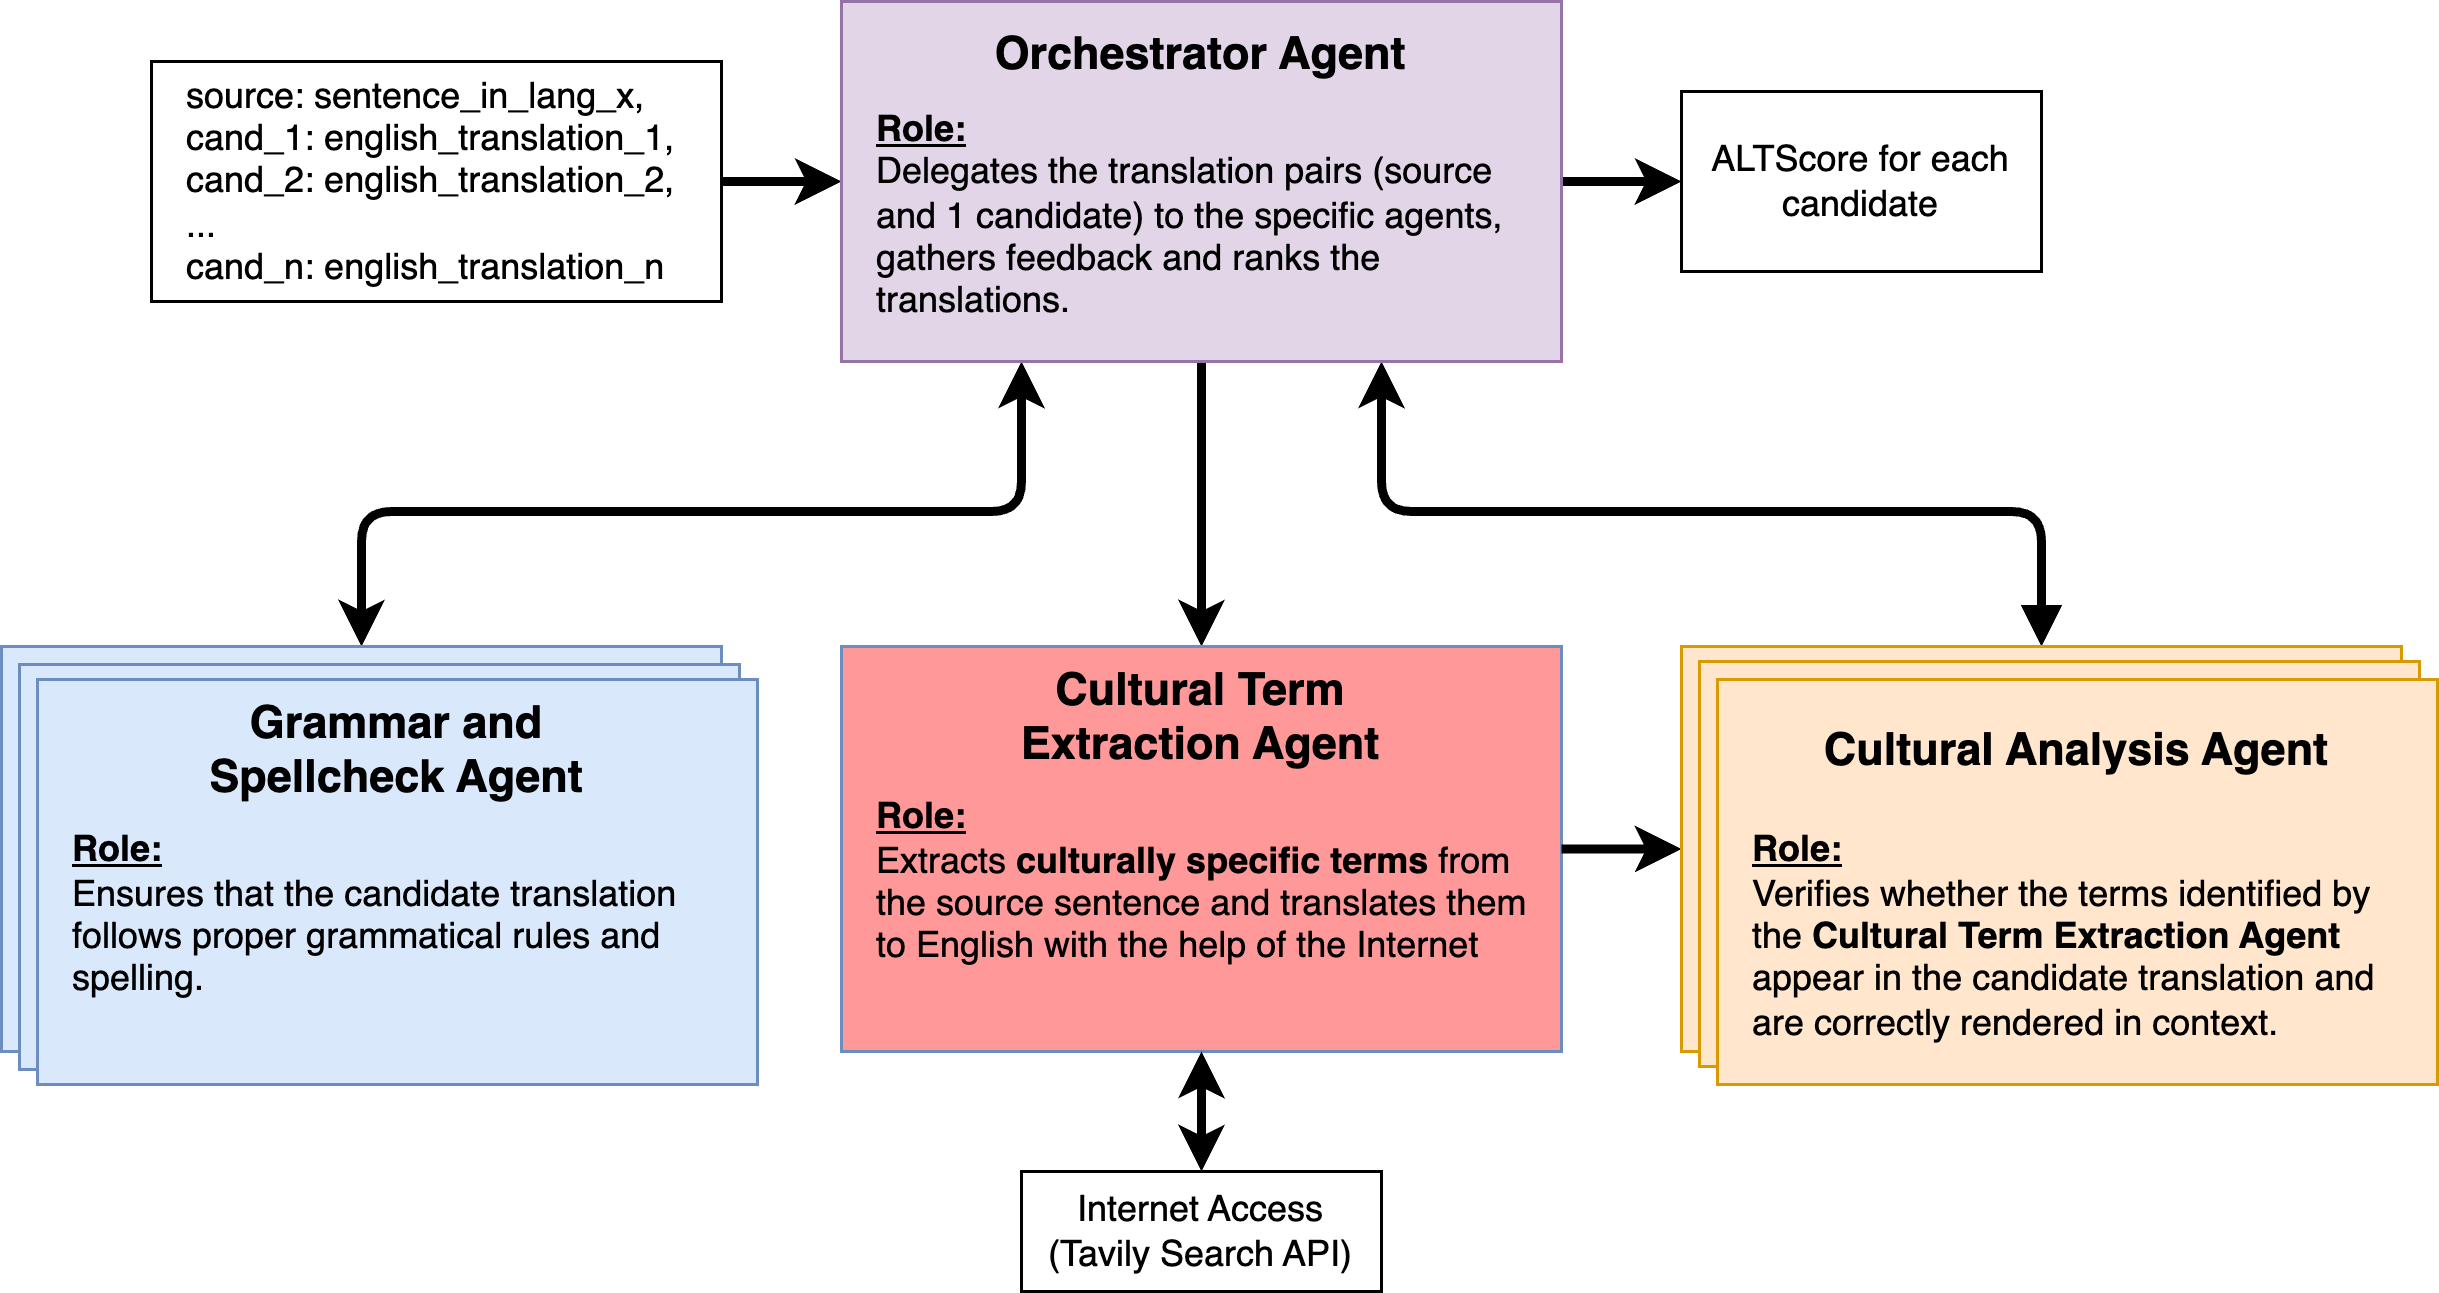 source: sentence_in_lang_x,
cand_1: english_translation_1,
cand_2: english_translation_2,
...
cand_n: english_translation_n
Orchestrator Agent
Role:
Delegates the translation pairs (source
and 1 candidate) to the specific agents,
gathers feedback and ranks the
translations.
ALTScore for each
candidate
Grammar and
Spellcheck Agent
Role:
Ensures that the candidate translation
follows proper grammatical rules and
spelling.
Cultural Term
Extraction Agent
Role:
Extracts culturally specific terms from
the source sentence and translates them
to English with the help of the Internet
Cultural Analysis Agent
Role:
Verifies whether the terms identified by
the Cultural Term Extraction Agent
appear in the candidate translation and
are correctly rendered in context.
Internet Access
(Tavily Search API)